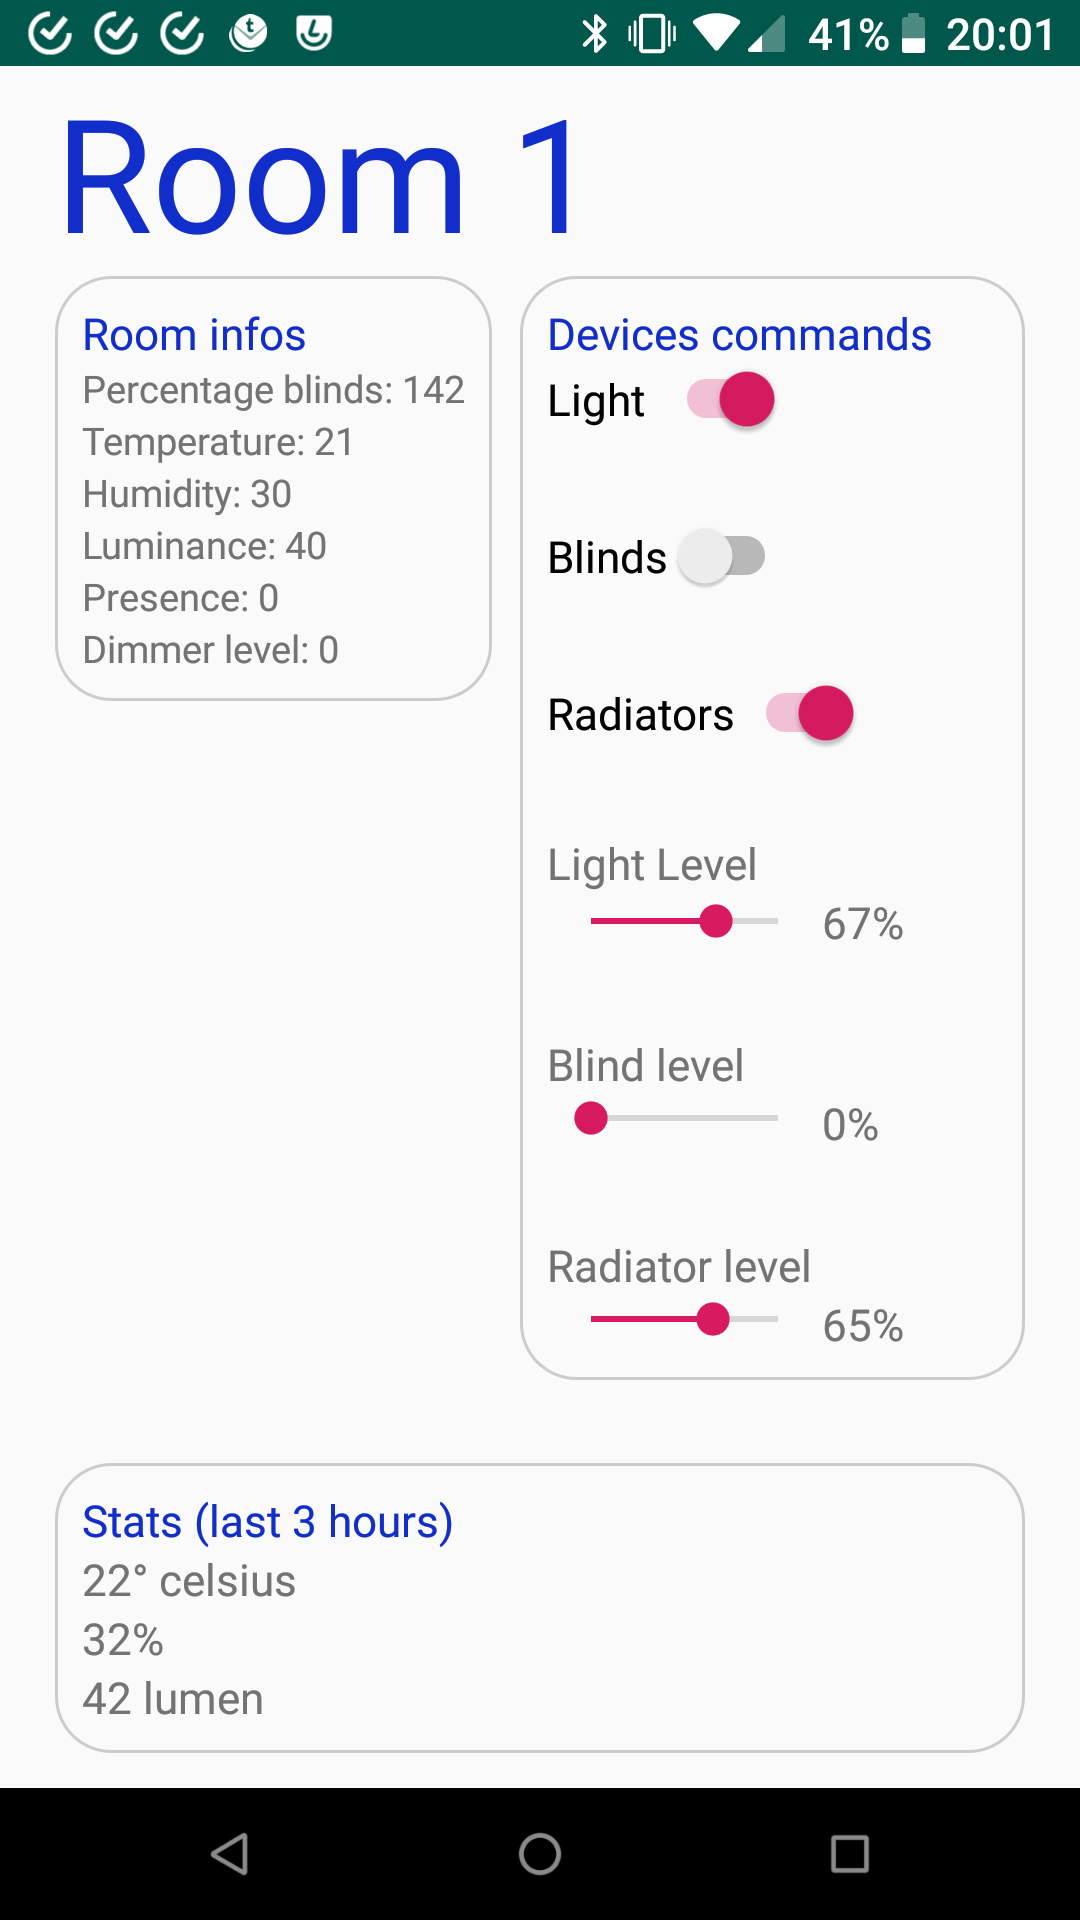 41% 20:01
Room 1
Room infos
Percentage blinds: 142
Temperature: 21
Humidity: 30
Luminance: 40
Presence: 0
Dimmer level: 0
Devices commands
Light
Blinds
Radiators
Light Level
67%
Blind level
0%
Radiator level
65%
Stats (last 3 hours)
22° celsius
32%
42 lumen